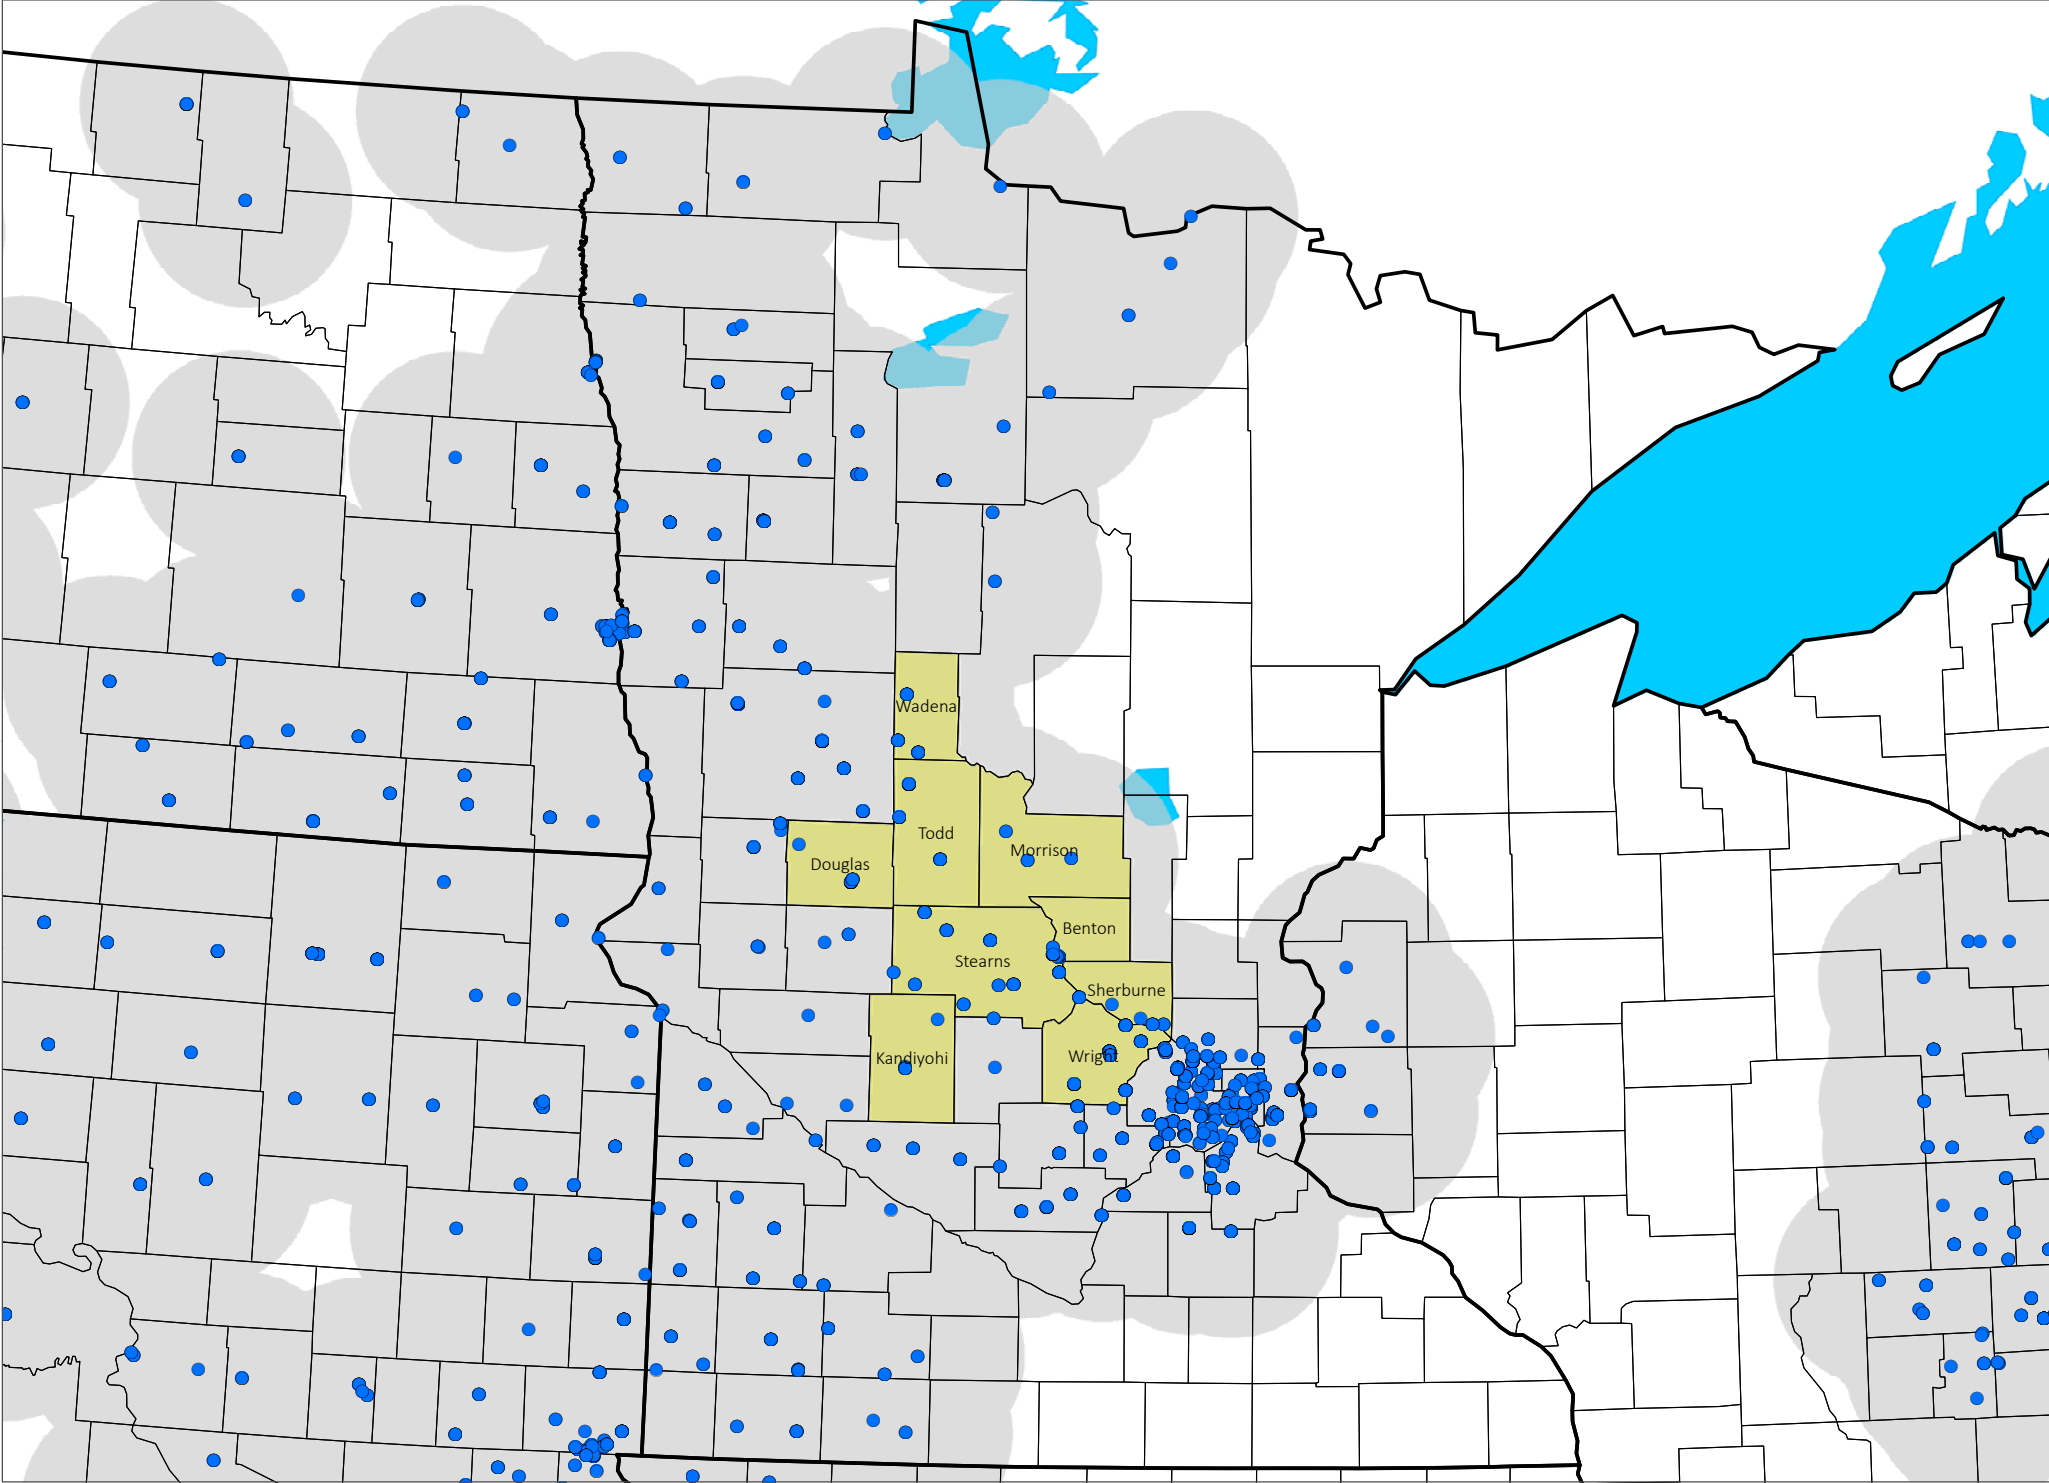 Wadena
Todd
Morrison
Douglas
Benton
Stearns
Sherburne
Kandiyohi
Wright